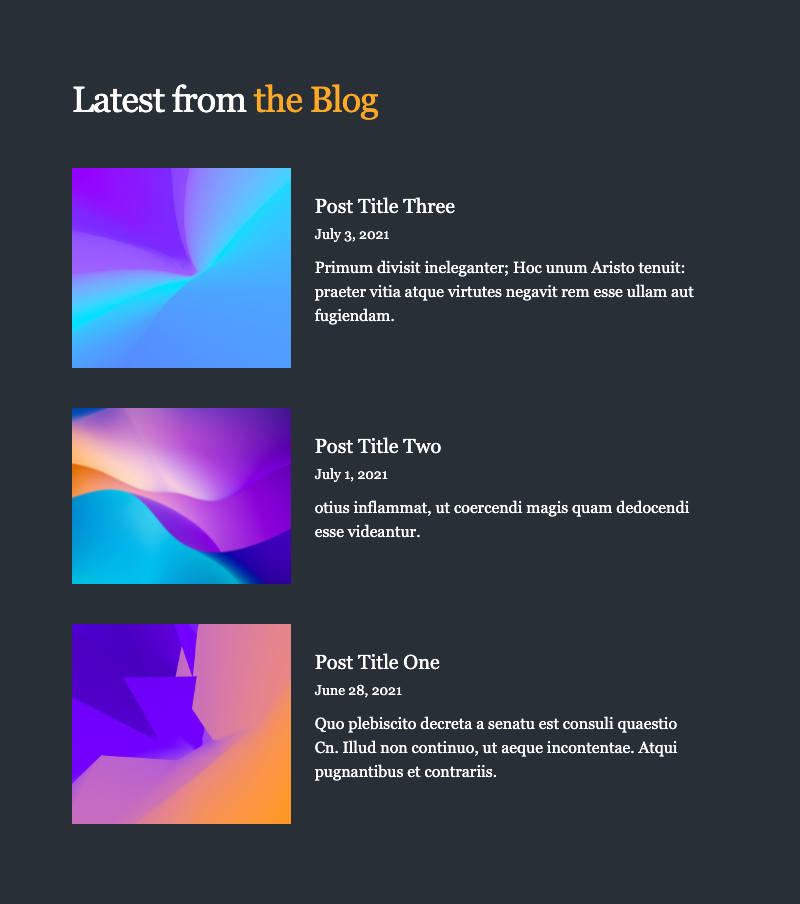 Latest from the Blog
Post Title Three
July 3, 2021
Primum divisit ineleganter; Hoc unum Aristo tenuit:
praeter vitia atque virtutes negavit rem esse ullam aut
fugiendam.
Post Title Two
July 1, 2021
otius inflammat, ut coercendi magis quam dedocendi
esse videantur.
Post Title One
June 28, 2021
Quo plebiscito decreta a senatu est consuli quaestio
Cn. Illud non continuo, ut aeque incontentae. Atqui
pugnantibus et contrariis.